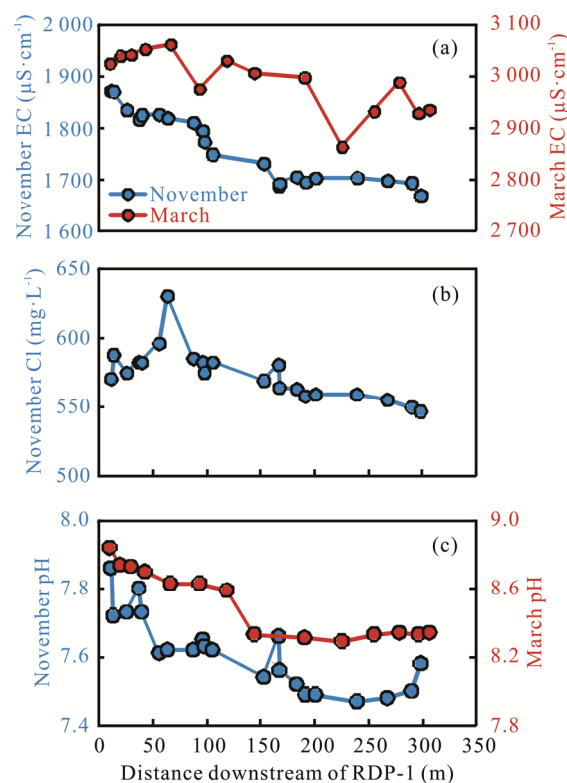 2 000
1 900
1 800
1 700
1 600
November EC (µS·cm⁻¹)
(a)
November
March
3 100
3 000
2 900
2 800
2 700
March EC (µS·cm⁻¹)
650
600
550
500
November Cl (mg·L⁻¹)
(b)
8.0
7.8
7.6
7.4
November pH
(c)
9.0
8.6
8.2
7.8
March pH
0 50 100 150 200 250 300 350
Distance downstream of RDP-1 (m)